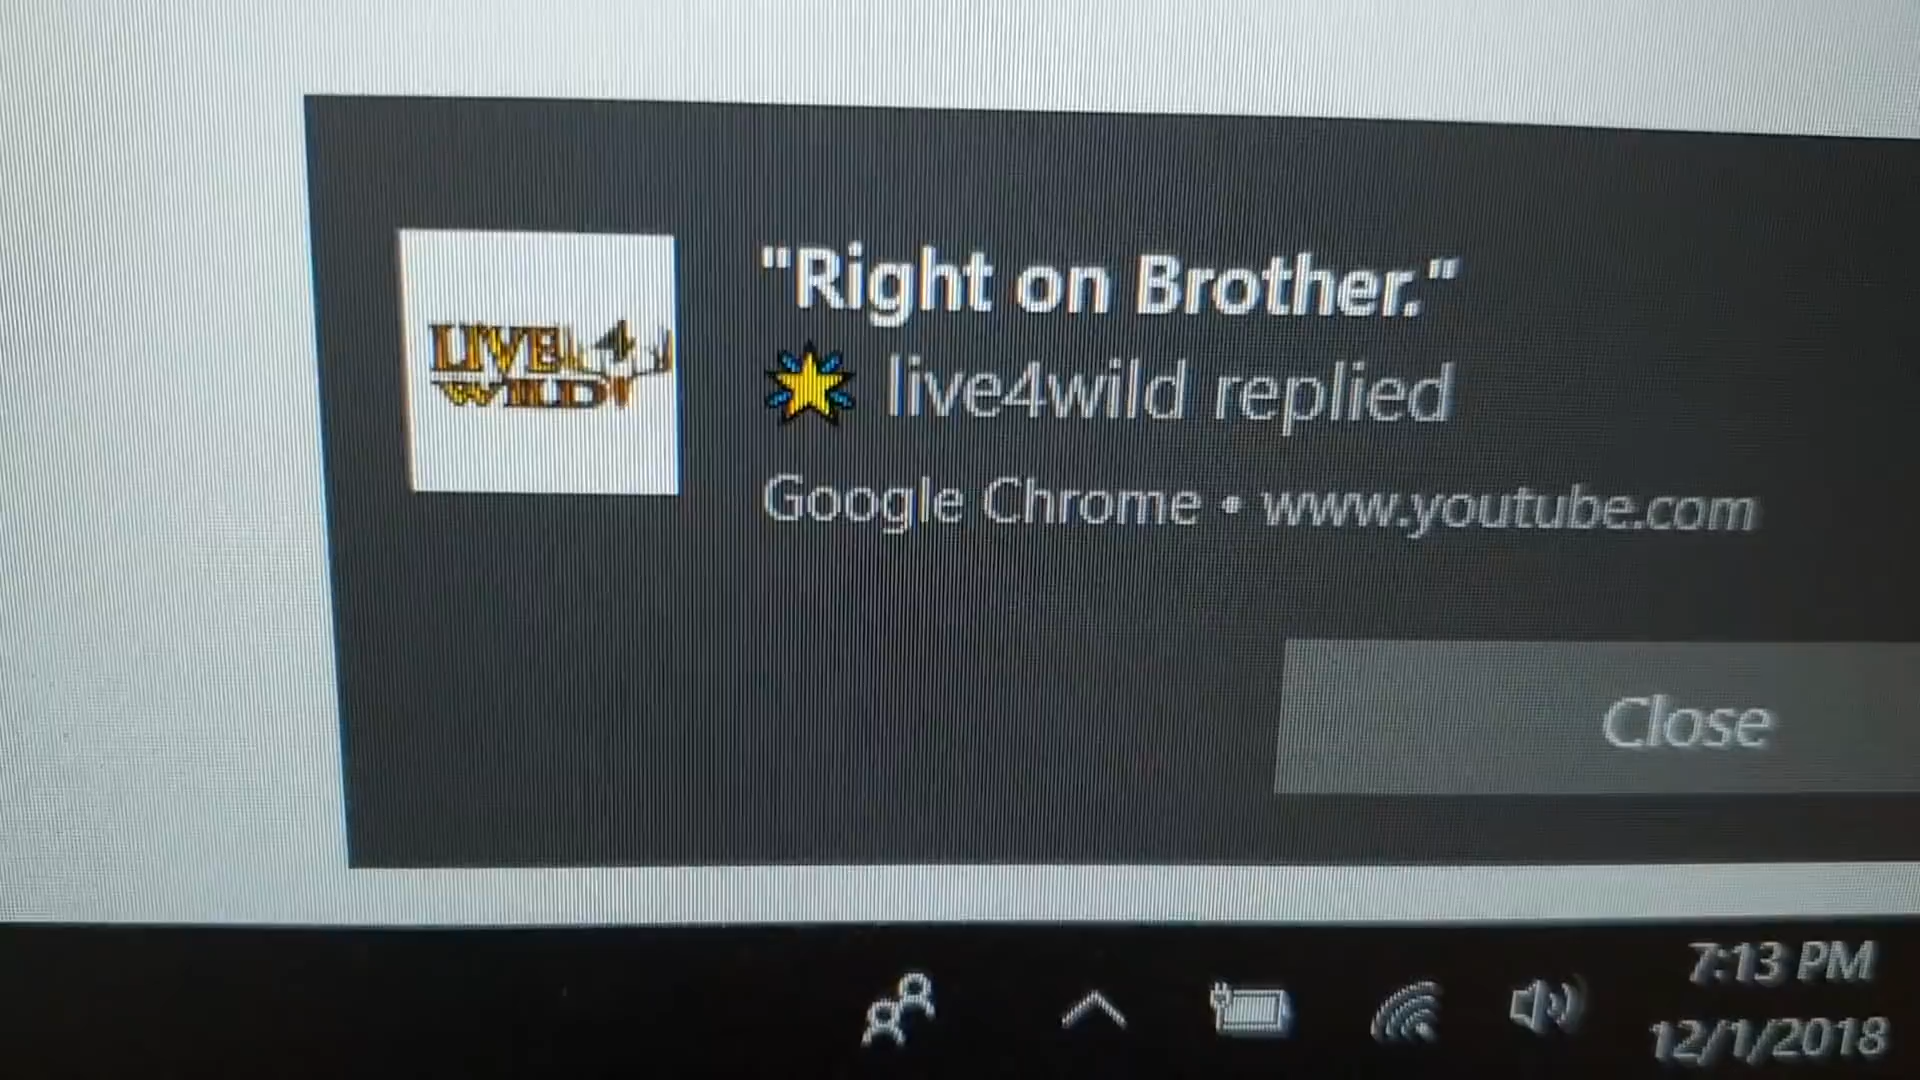 "Right on Brother."
🌟 live4wild replied
Google Chrome • www.youtube.com
LIVE 4
WILD!
Close
7:13 PM
12/1/2018